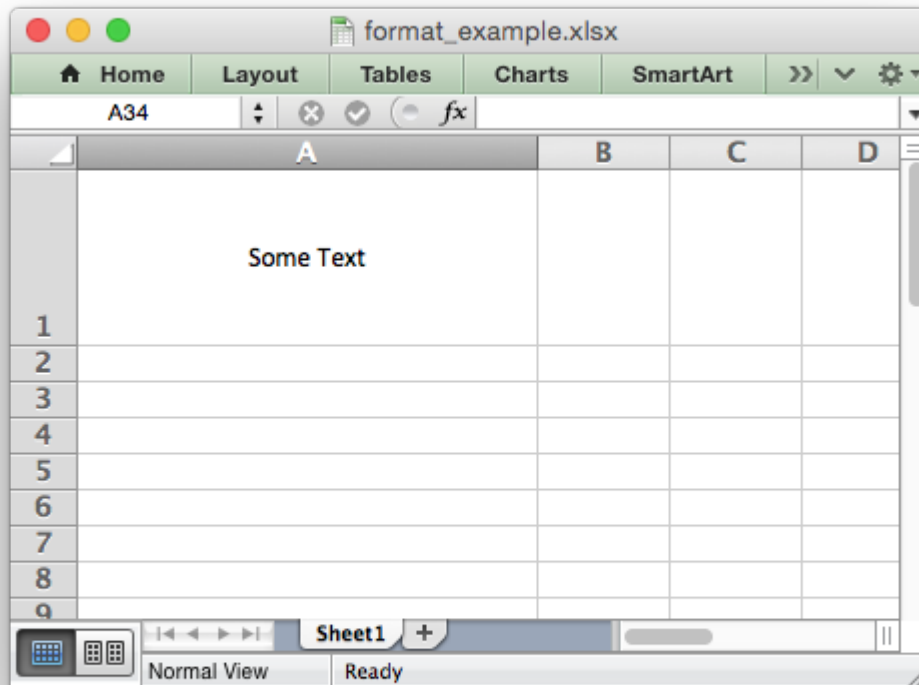 format_example.xlsx
Home Layout Tables Charts SmartArt
A34 fx
A B C D
Some Text
1
2
3
4
5
6
7
8
9
Sheet1
Normal View Ready